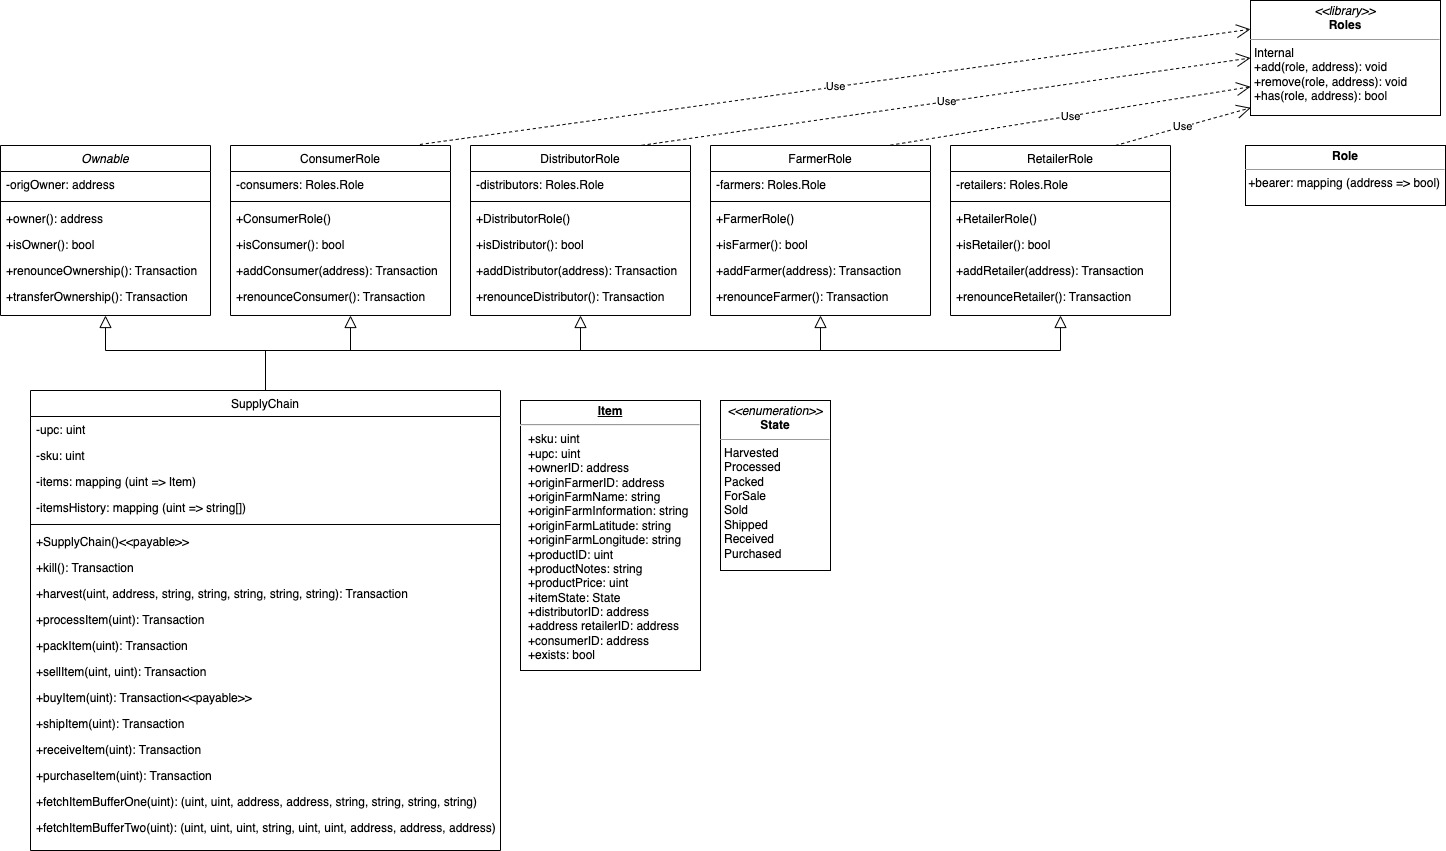 <<library>>
Roles
Internal
+add(role, address): void
+remove(role, address): void
+has(role, address): bool
Use
Use
Use
Use
Ownable
-origOwner: address
+owner(): address
+isOwner(): bool
+renounceOwnership(): Transaction
+transferOwnership(): Transaction
ConsumerRole
-consumers: Roles.Role
+ConsumerRole()
+isConsumer(): bool
+addConsumer(address): Transaction
+renounceConsumer(): Transaction
DistributorRole
-distributors: Roles.Role
+DistributorRole()
+isDistributor(): bool
+addDistributor(address): Transaction
+renounceDistributor(): Transaction
FarmerRole
-farmers: Roles.Role
+FarmerRole()
+isFarmer(): bool
+addFarmer(address): Transaction
+renounceFarmer(): Transaction
RetailerRole
-retailers: Roles.Role
+RetailerRole()
+isRetailer(): bool
+addRetailer(address): Transaction
+renounceRetailer(): Transaction
Role
+bearer: mapping (address => bool)
SupplyChain
-upc: uint
-sku: uint
-items: mapping (uint => Item)
-itemsHistory: mapping (uint => string[])
+SupplyChain()<<payable>>
+kill(): Transaction
+harvest(uint, address, string, string, string, string, string): Transaction
+processItem(uint): Transaction
+packItem(uint): Transaction
+sellItem(uint, uint): Transaction
+buyItem(uint): Transaction<<payable>>
+shipItem(uint): Transaction
+receiveItem(uint): Transaction
+purchaseItem(uint): Transaction
+fetchItemBufferOne(uint): (uint, uint, address, address, string, string, string, string)
+fetchItemBufferTwo(uint): (uint, uint, uint, string, uint, uint, address, address, address)
Item
+sku: uint
+upc: uint
+ownerID: address
+originFarmerID: address
+originFarmName: string
+originFarmInformation: string
+originFarmLatitude: string
+originFarmLongitude: string
+productID: uint
+productNotes: string
+productPrice: uint
+itemState: State
+distributorID: address
+address retailerID: address
+consumerID: address
+exists: bool
<<enumeration>>
State
Harvested
Processed
Packed
ForSale
Sold
Shipped
Received
Purchased